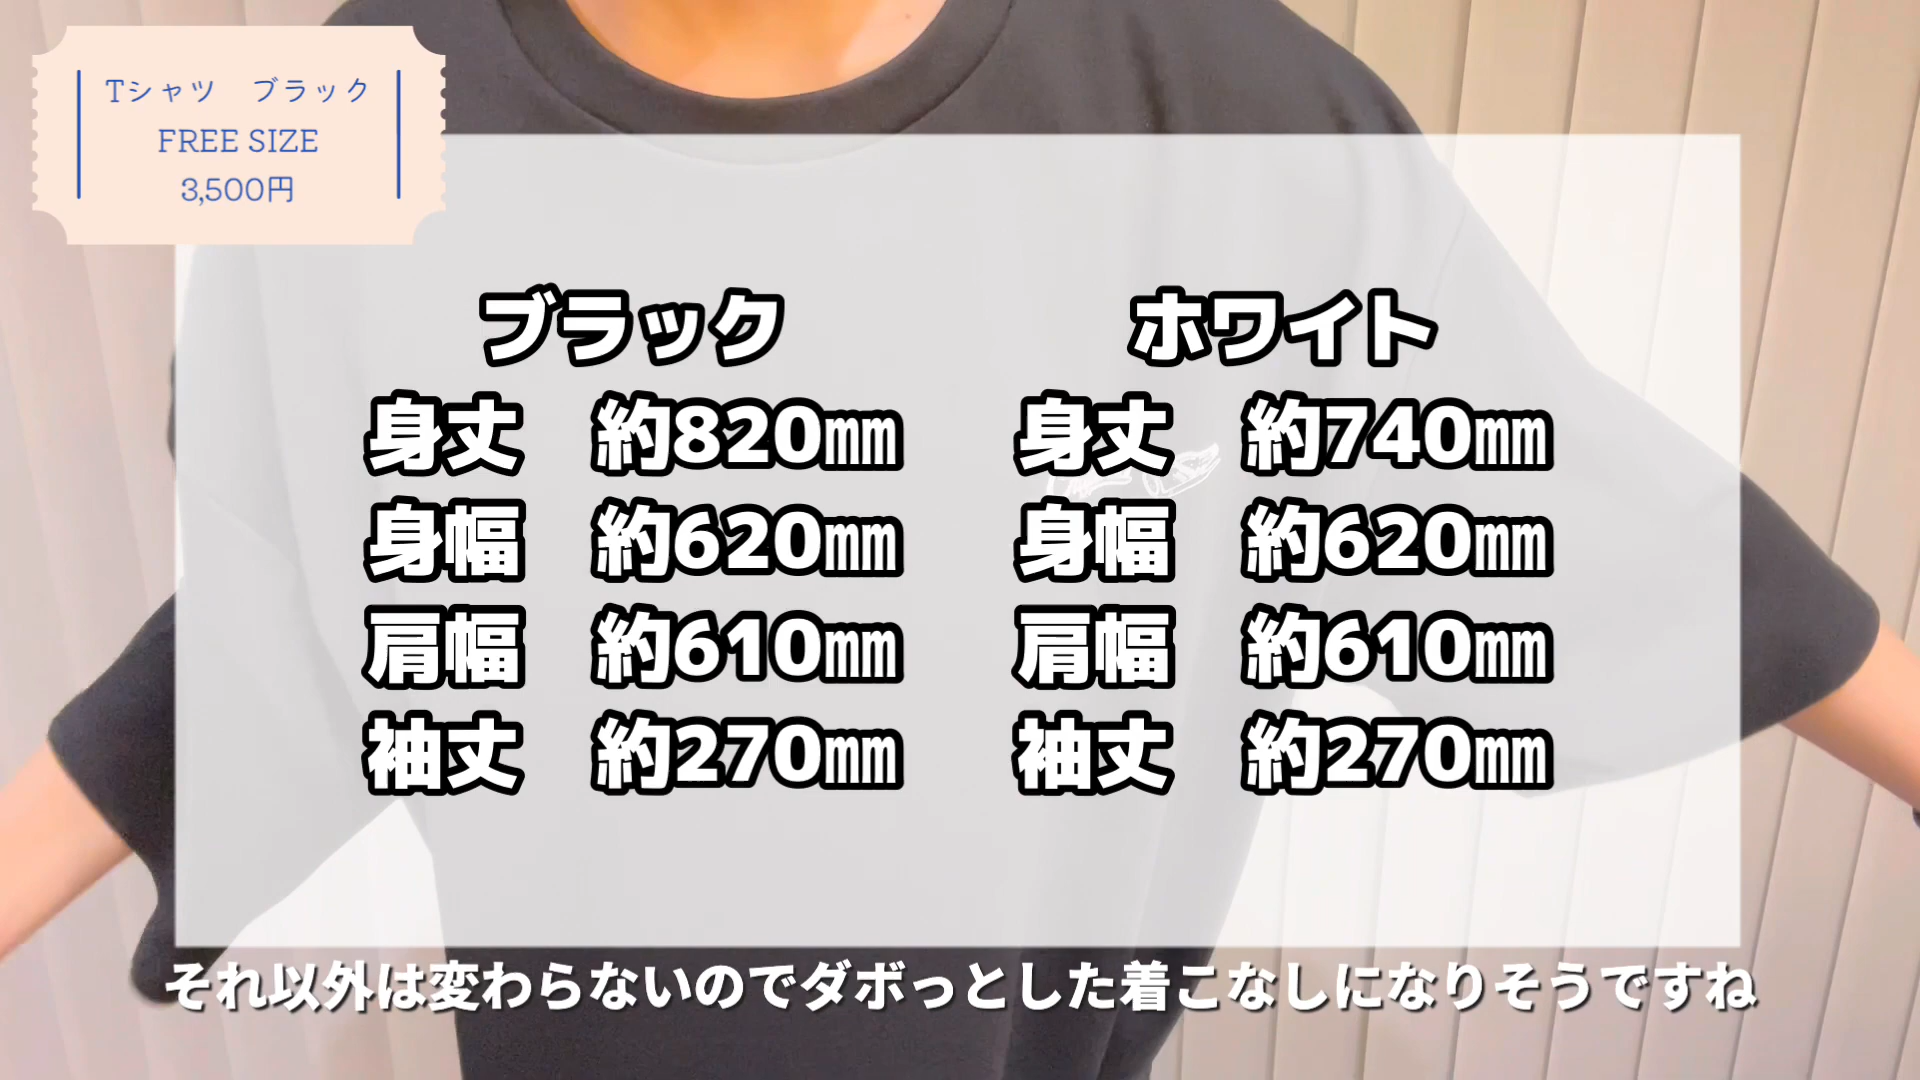 Tシャツ　ブラック
FREE SIZE
3,500円
ブラック
身丈　約820㎜
身幅　約620㎜
肩幅　約610㎜
袖丈　約270㎜
ホワイト
身丈　約740㎜
身幅　約620㎜
肩幅　約610㎜
袖丈　約270㎜
それ以外は変わらないのでダボっとした着こなしになりそうですね